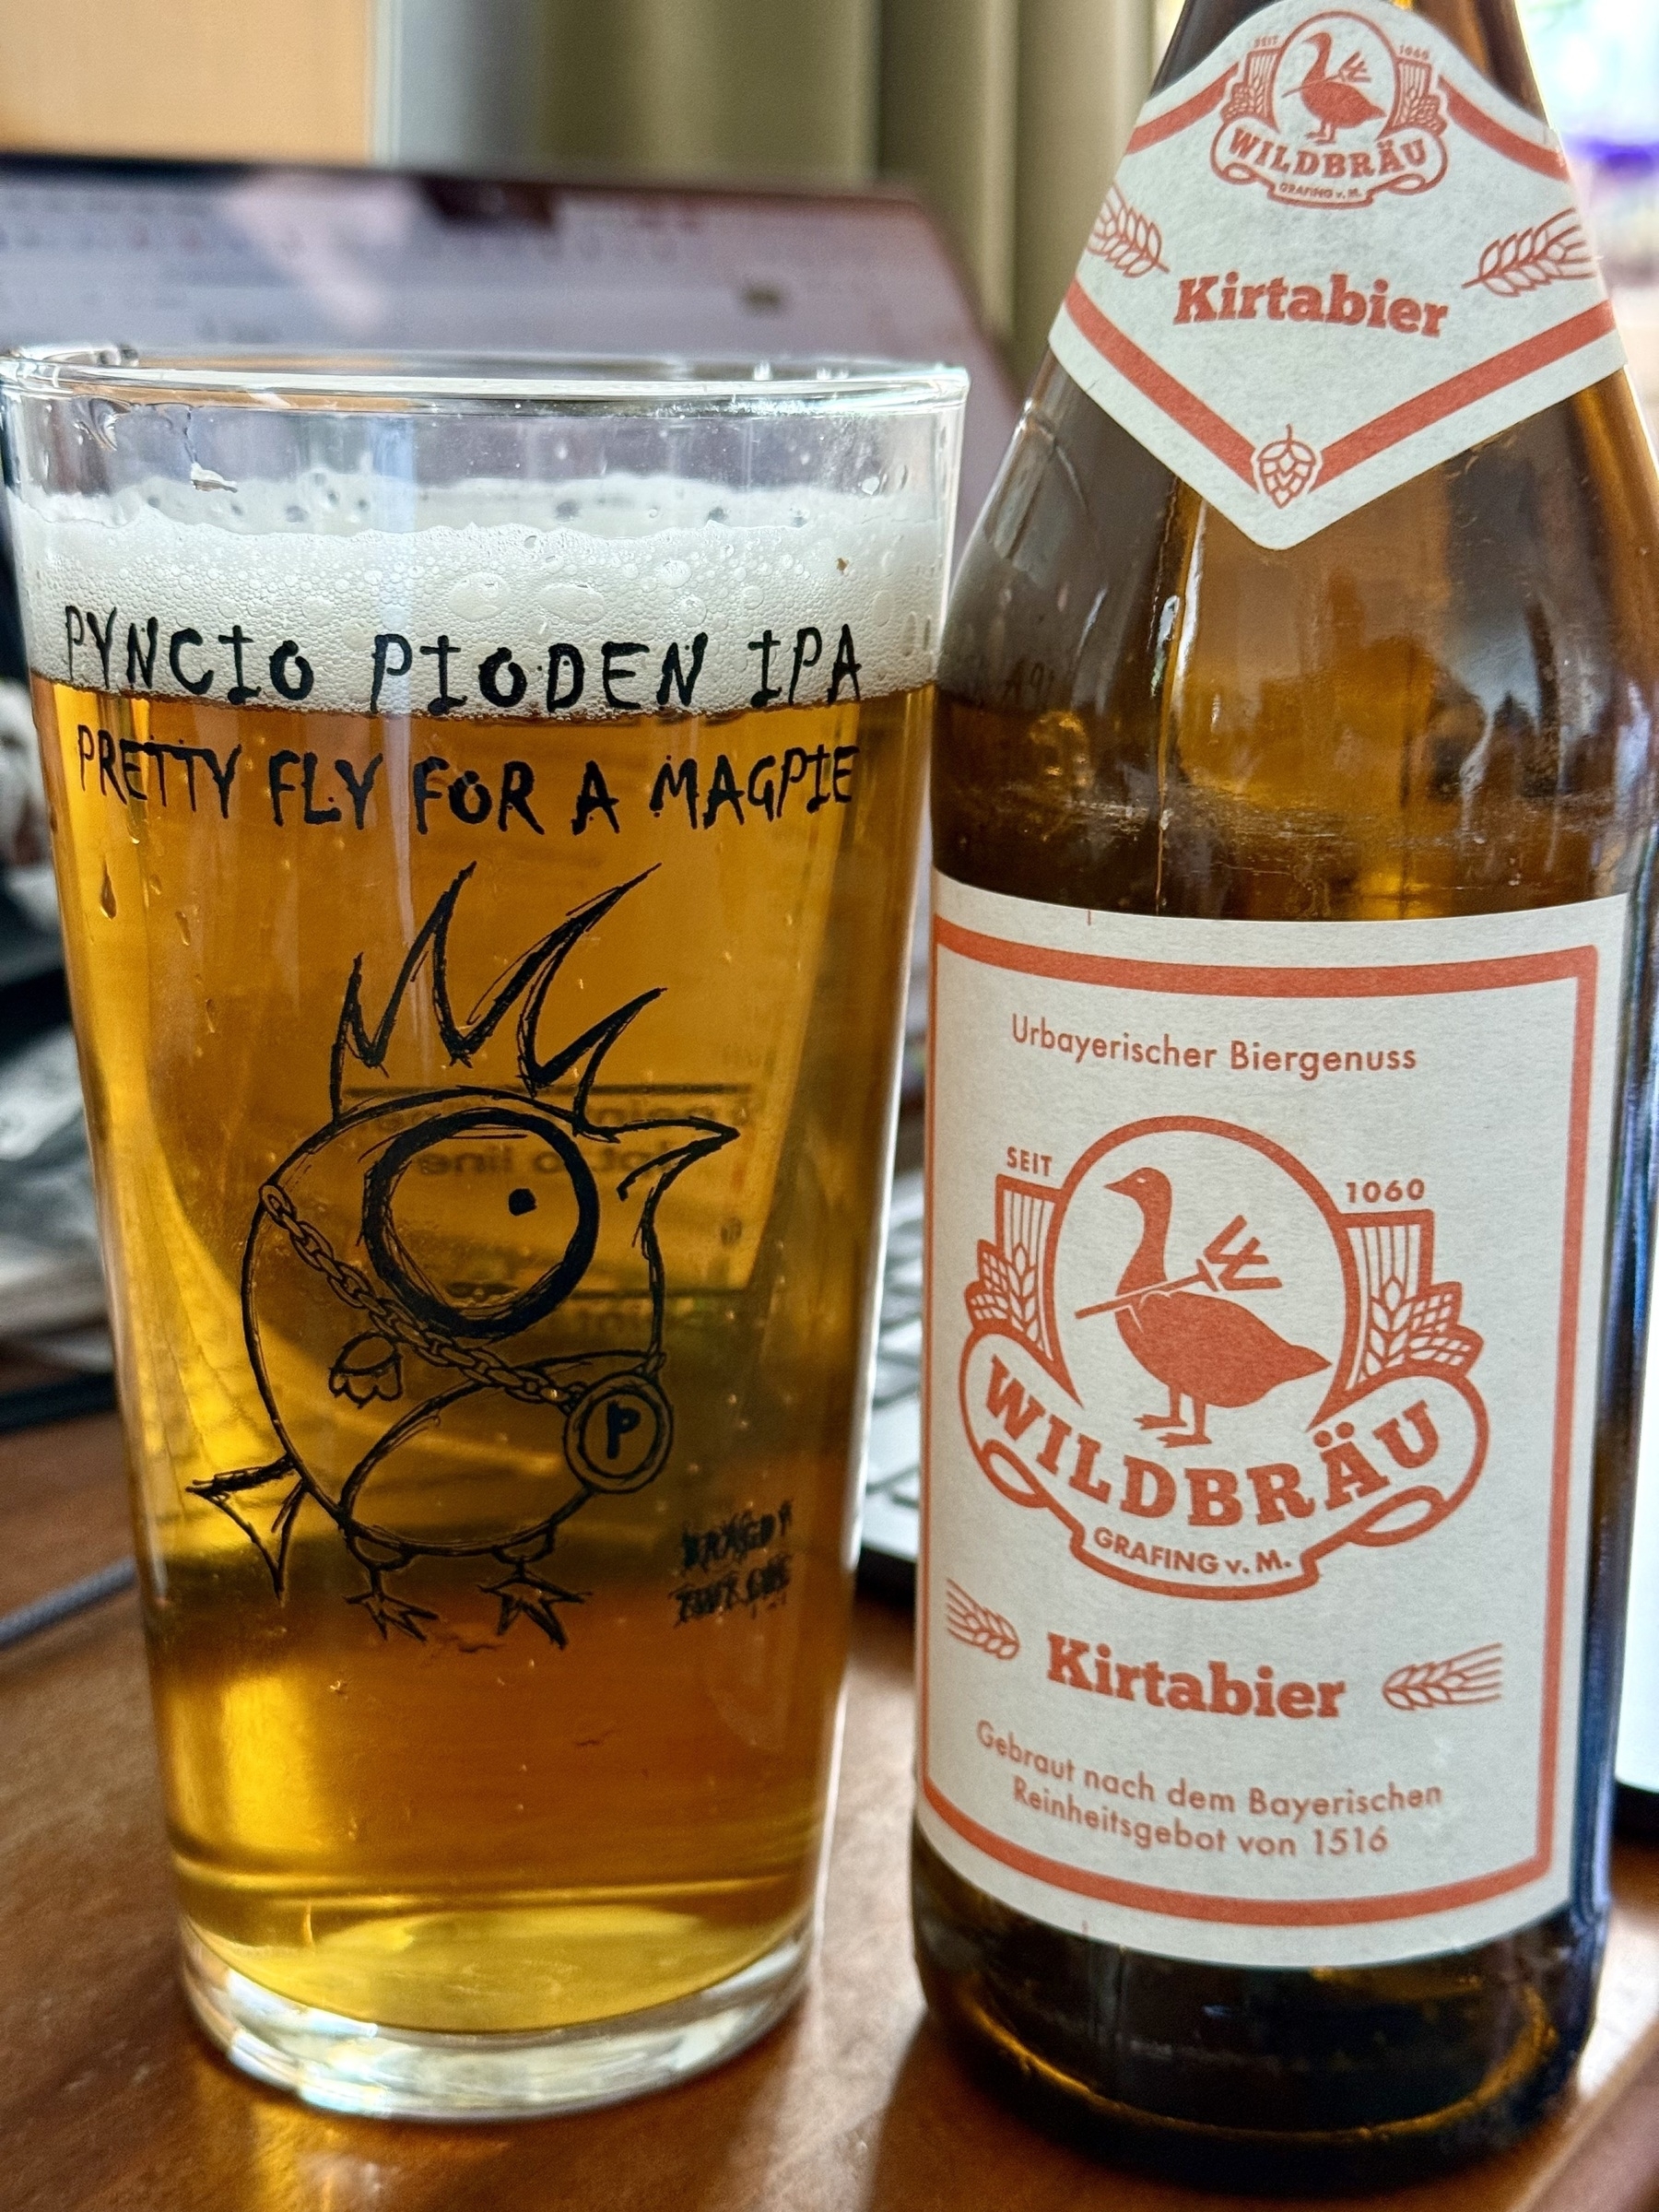 PYNCIO PIODEN IPA
PRETTY FLY FOR A MAGPIE
P
SEIT 1060
WILDBRÄU
GRAFING v. M.
Kirtabier
Urbayerischer Biergenuss
SEIT 1060
WILDBRÄU
GRAFING v. M.
Kirtabier
Gebraut nach dem Bayerischen
Reinheitsgebot von 1516